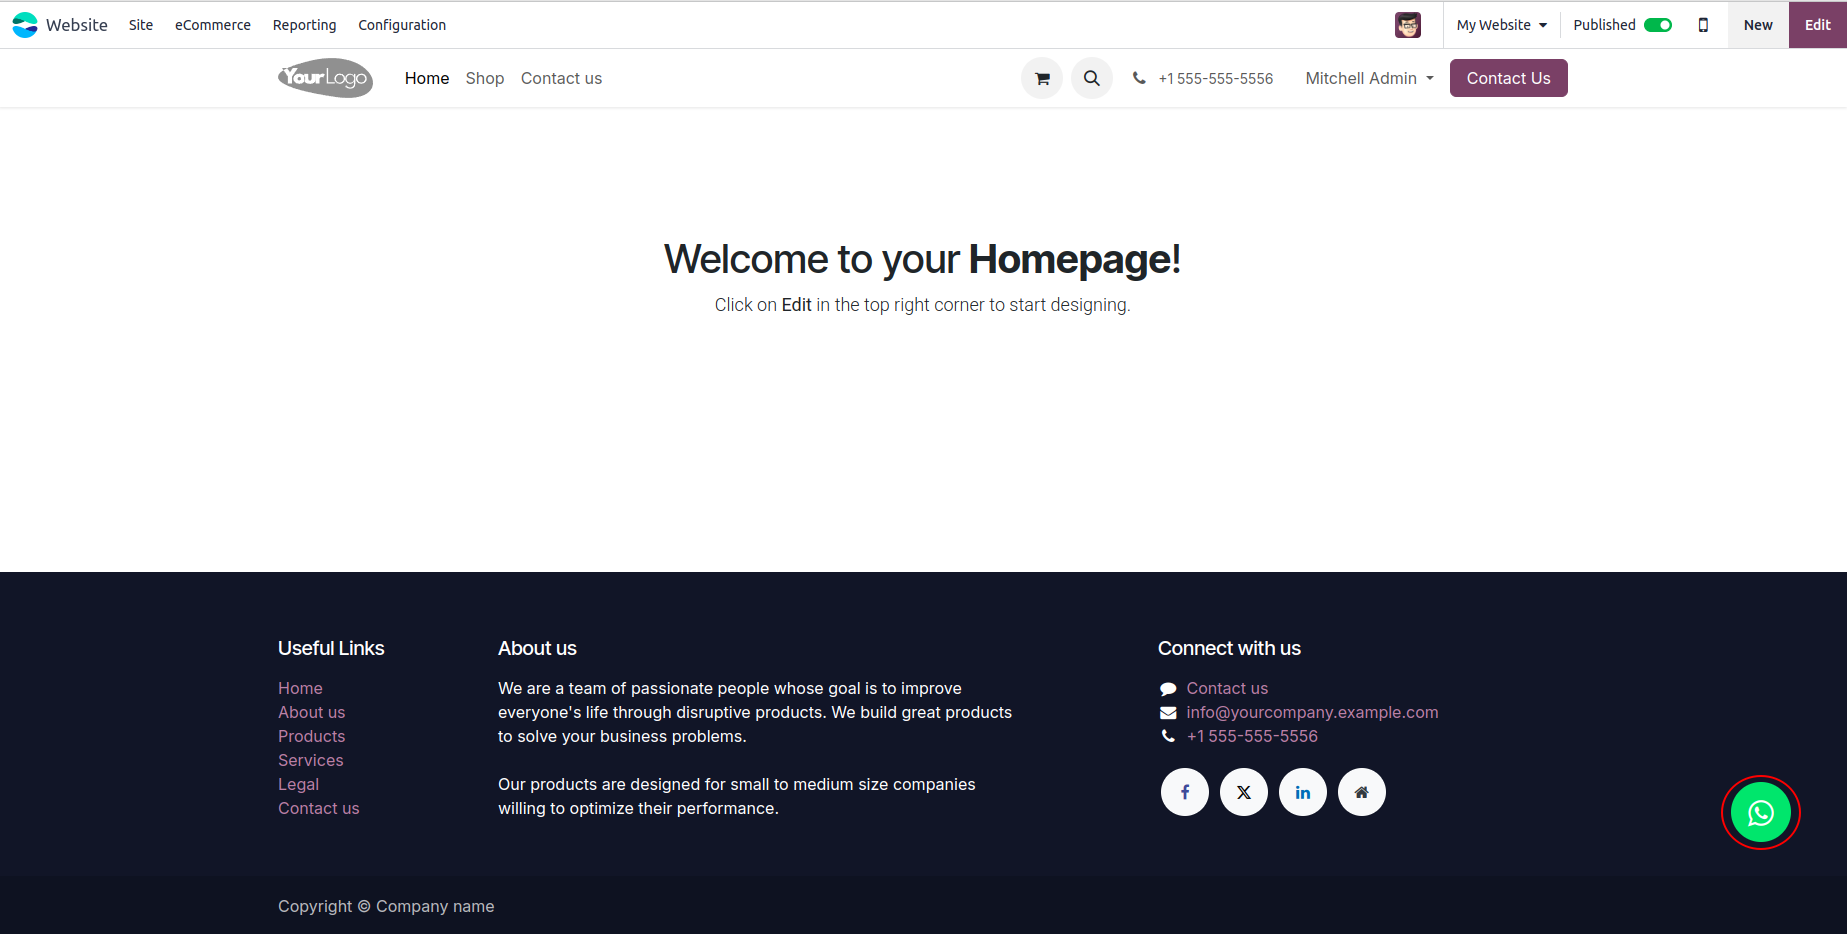 Website Site eCommerce Reporting Configuration My Website Published New Edit
YourLogo Home Shop Contact us +1 555-555-5556 Mitchell Admin Contact Us
Welcome to your Homepage!
Click on Edit in the top right corner to start designing.
Useful Links
Home
About us
Products
Services
Legal
Contact us
About us
We are a team of passionate people whose goal is to improve
everyone's life through disruptive products. We build great products
to solve your business problems.
Our products are designed for small to medium size companies
willing to optimize their performance.
Connect with us
Contact us
info@yourcompany.example.com
+1 555-555-5556
Copyright © Company name